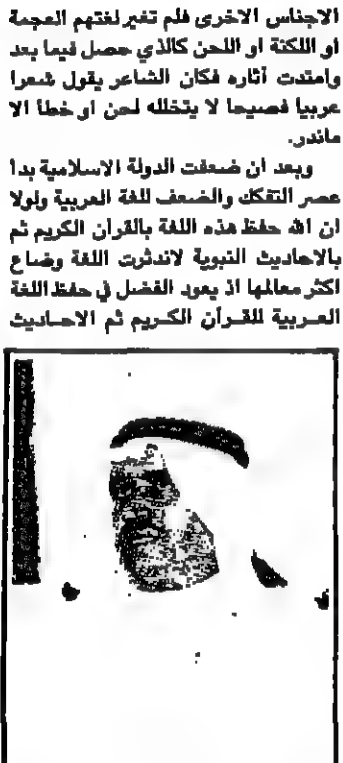 الاجناس الاخرى فلم تغير لغتهم العجمة
او اللكنة او اللحن كالذي حصل فيما بعد
وامتدت آثاره فكان الشاعر يقول شعرا
عربيا فصيحا لا يتخلله لحن او خطأ الا
ماندر.
وبعد ان ضعفت الدولة الاسلامية بدأ
عصر التفكك والضعف للغة العربية ولولا
ان الله حفظ هذه اللغة بالقرآن الكريم ثم
بالاحاديث النبوية لاندثرت اللغة وضاع
اكثر معالمها اذ يعود الفضل في حفظ اللغة
العربية للقرآن الكريم ثم الاحاديث